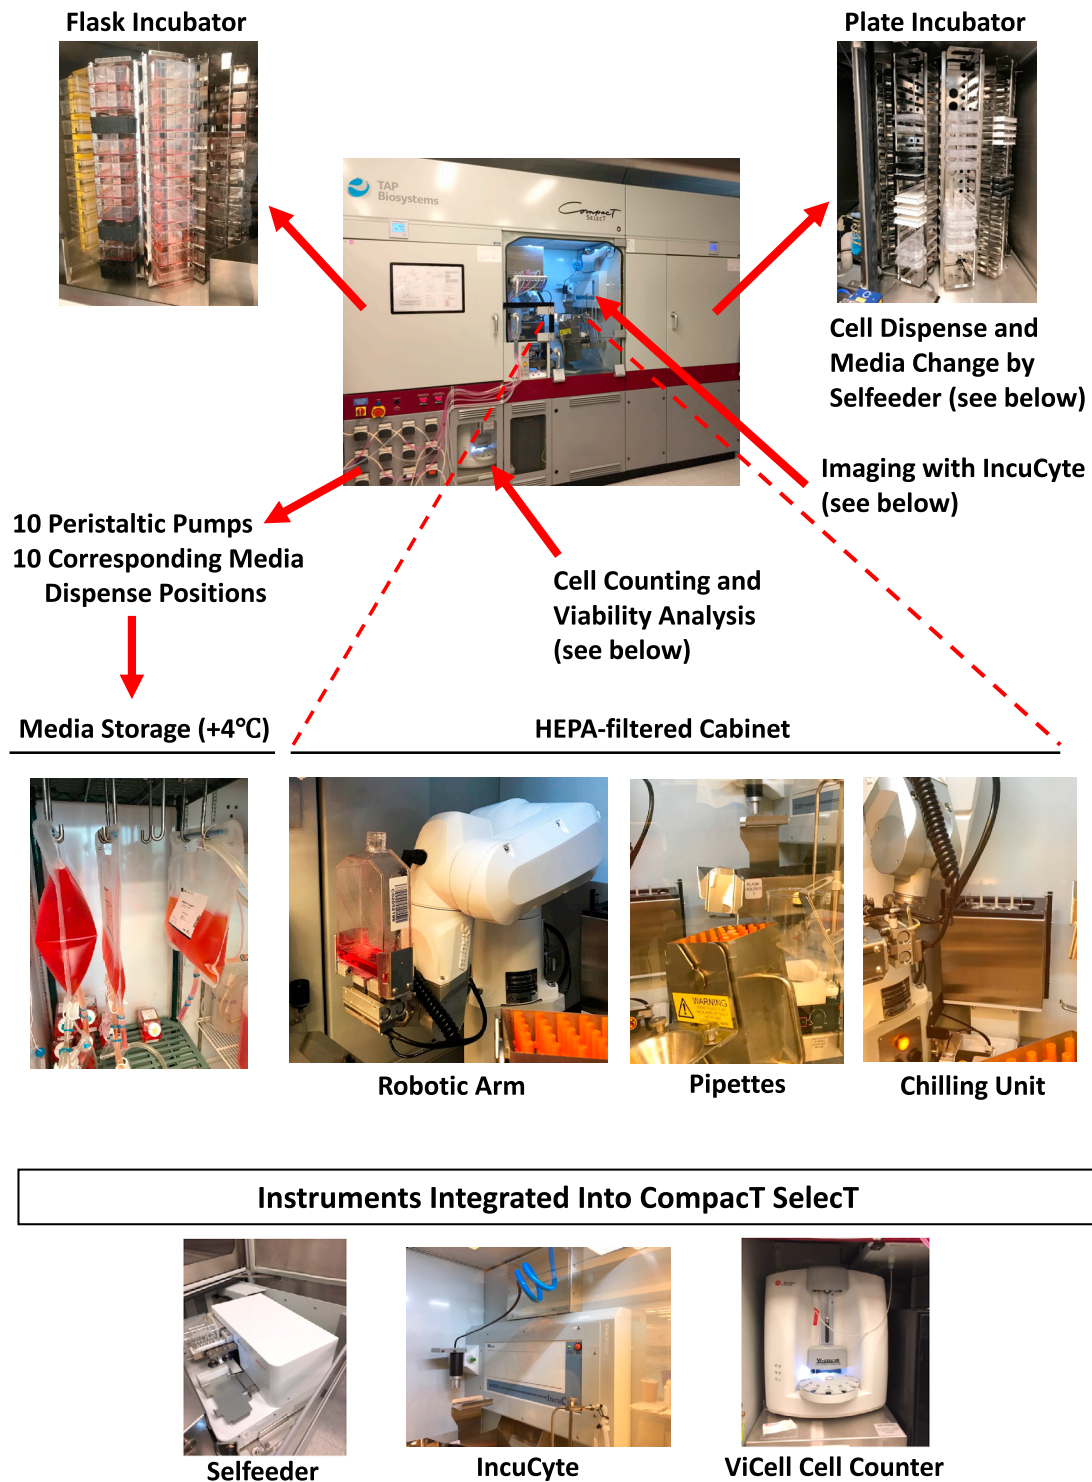 Flask Incubator
Plate Incubator
TAP
Biosystems
CompacT
SELECT
Cell Dispense and
Media Change by
Selfeeder (see below)
Imaging with IncuCyte
(see below)
10 Peristaltic Pumps
10 Corresponding Media
Dispense Positions
Cell Counting and
Viability Analysis
(see below)
Media Storage (+4℃)
HEPA-filtered Cabinet
WARNING
Robotic Arm
Pipettes
Chilling Unit
Instruments Integrated Into CompacT SelecT
Selfeeder
IncuCyte
ViCell Cell Counter